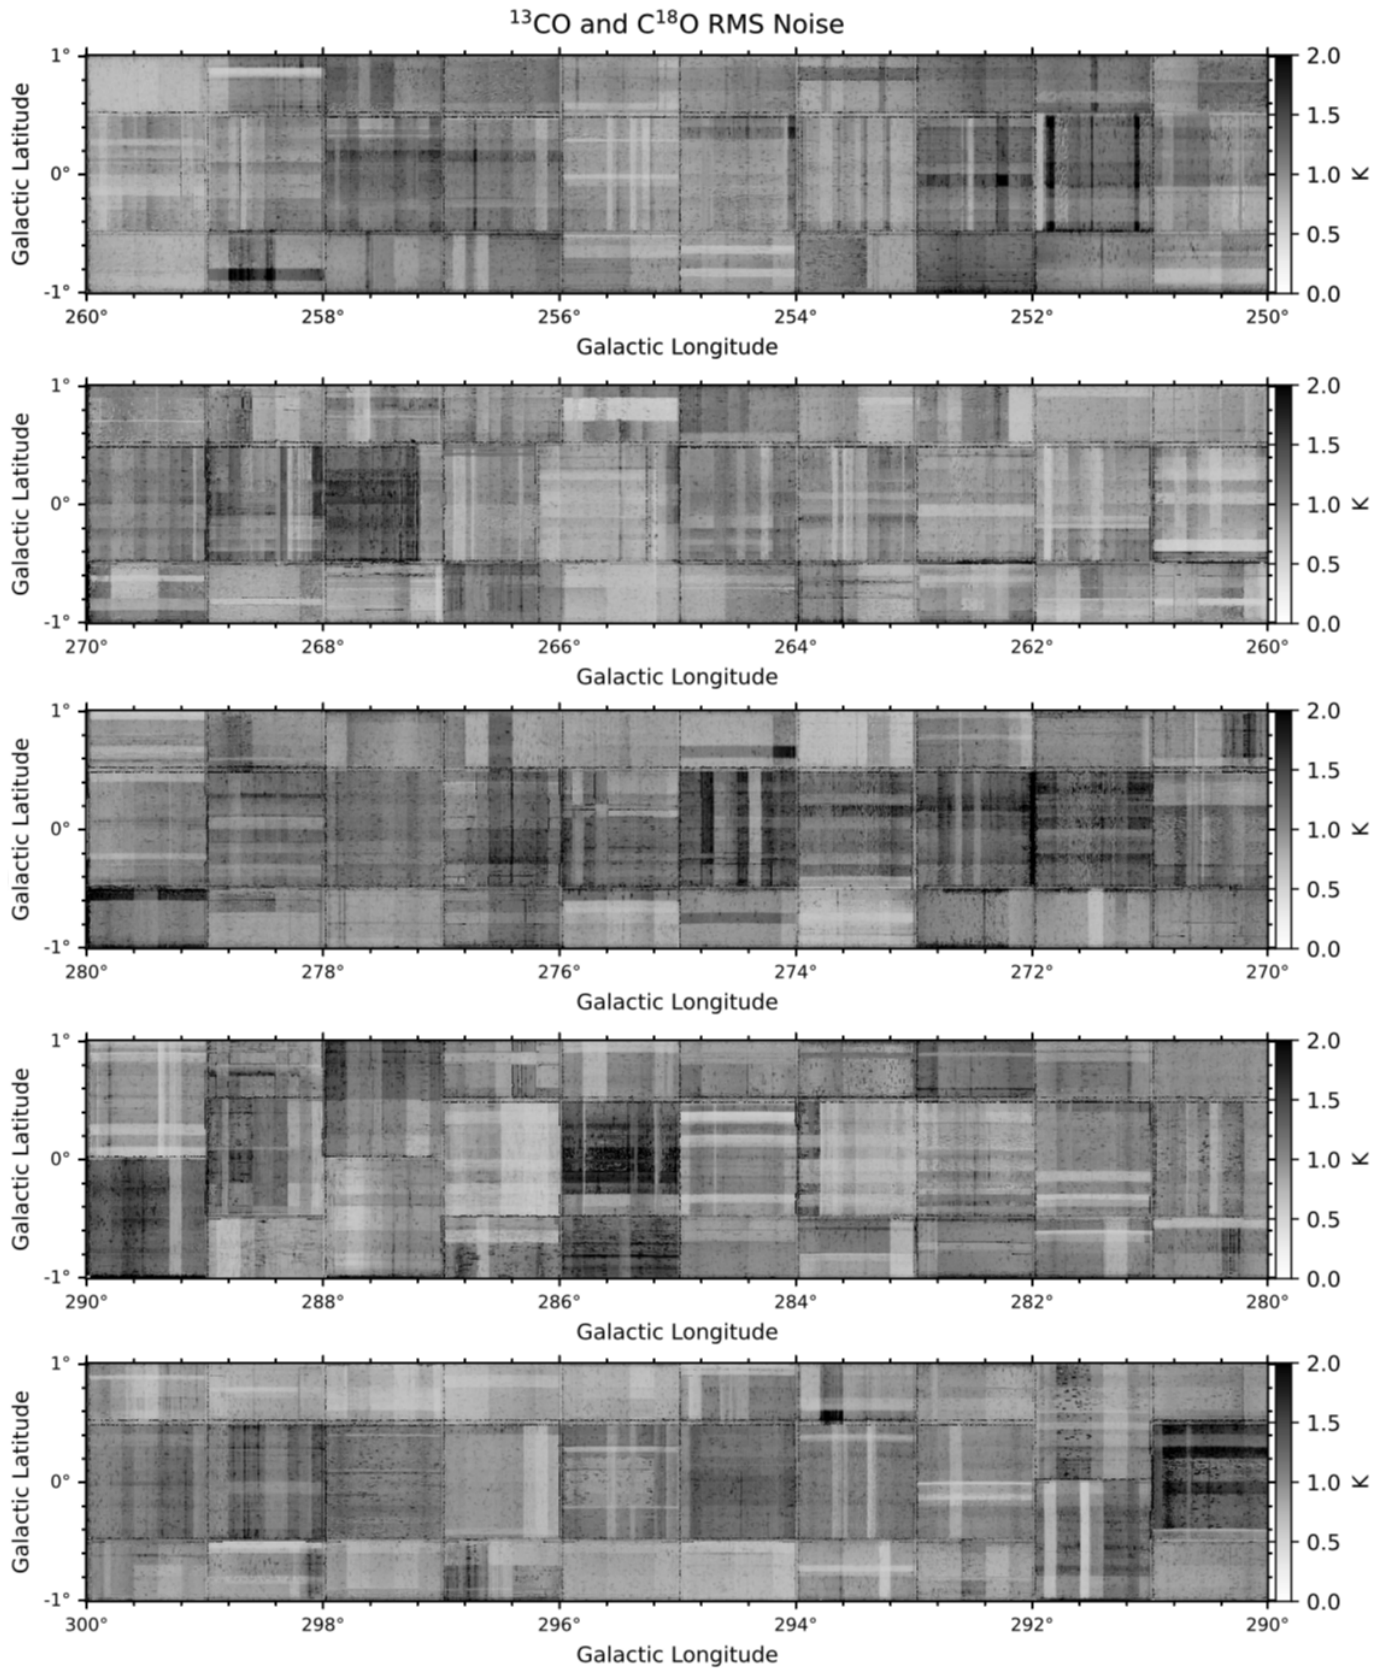 ¹³CO and C¹⁸O RMS Noise
1°
0°
-1°
Galactic Latitude
260° 258° 256° 254° 252° 250°
Galactic Longitude
2.0
1.5
1.0
0.5
0.0
K
1°
0°
-1°
Galactic Latitude
270° 268° 266° 264° 262° 260°
Galactic Longitude
2.0
1.5
1.0
0.5
0.0
K
1°
0°
-1°
Galactic Latitude
280° 278° 276° 274° 272° 270°
Galactic Longitude
2.0
1.5
1.0
0.5
0.0
K
1°
0°
-1°
Galactic Latitude
290° 288° 286° 284° 282° 280°
Galactic Longitude
2.0
1.5
1.0
0.5
0.0
K
1°
0°
-1°
Galactic Latitude
300° 298° 296° 294° 292° 290°
Galactic Longitude
2.0
1.5
1.0
0.5
0.0
K